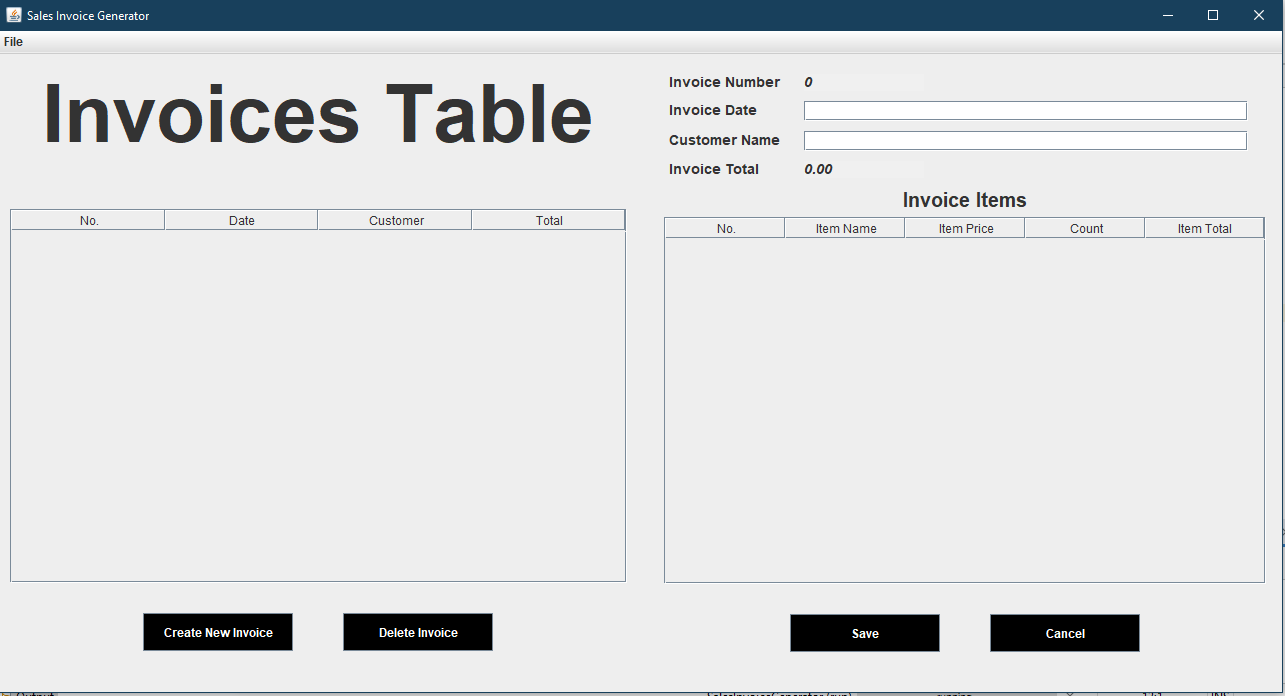 Sales Invoice Generator
File
Invoices Table
Invoice Number 0
Invoice Date
Customer Name
Invoice Total 0.00
Invoice Items
No. Date Customer Total
No. Item Name Item Price Count Item Total
Create New Invoice Delete Invoice
Save Cancel